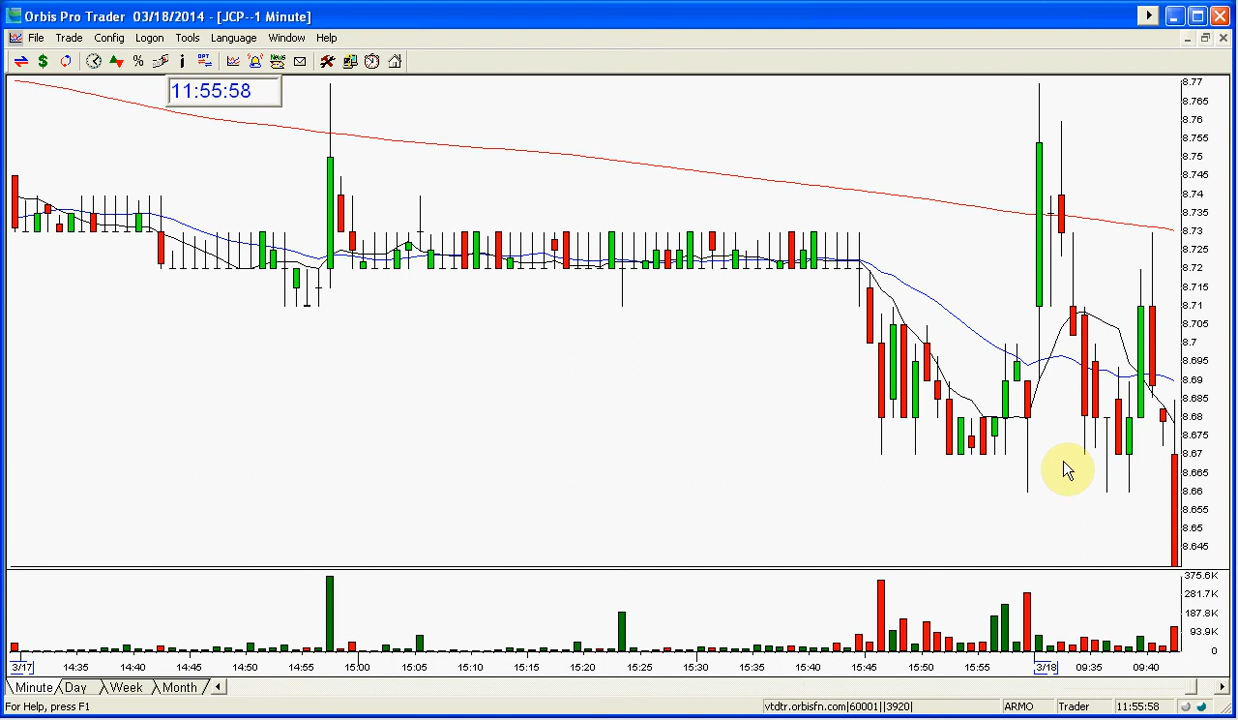 Orbis Pro Trader 03/18/2014 - [JCP--1 Minute]
File Trade Config Logon Tools Language Window Help
$ % i OPT News
11:55:58
8.77
8.765
8.76
8.755
8.75
8.745
8.74
8.735
8.73
8.725
8.72
8.715
8.71
8.705
8.7
8.695
8.69
8.685
8.68
8.675
8.67
8.665
8.66
8.655
8.65
8.645
375.6K
281.7K
187.8K
93.9K
0
3/17 14:35 14:40 14:45 14:50 14:55 15:00 15:05 15:10 15:15 15:20 15:25 15:30 15:35 15:40 15:45 15:50 15:55 3/18 09:35 09:40
Minute Day Week Month
For Help, press F1 vtdtr.orbisfn.com|60001||3920| ARMO Trader 11:55:58